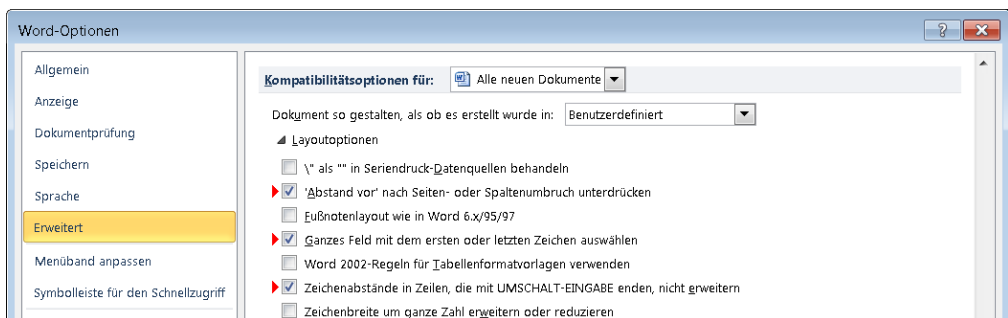 Word-Optionen
Allgemein
Anzeige
Dokumentprüfung
Speichern
Sprache
Erweitert
Menüband anpassen
Symbolleiste für den Schnellzugriff
Kompatibilitätsoptionen für: Alle neuen Dokumente
Dokument so gestalten, als ob es erstellt wurde in: Benutzerdefiniert
Layoutoptionen
\" als "" in Seriendruck-Datenquellen behandeln
'Abstand vor' nach Seiten- oder Spaltenumbruch unterdrücken
Fußnotenlayout wie in Word 6.x/95/97
Ganzes Feld mit dem ersten oder letzten Zeichen auswählen
Word 2002-Regeln für Tabellenformatvorlagen verwenden
Zeichenabstände in Zeilen, die mit UMSCHALT-EINGABE enden, nicht erweitern
Zeichenbreite um ganze Zahl erweitern oder reduzieren